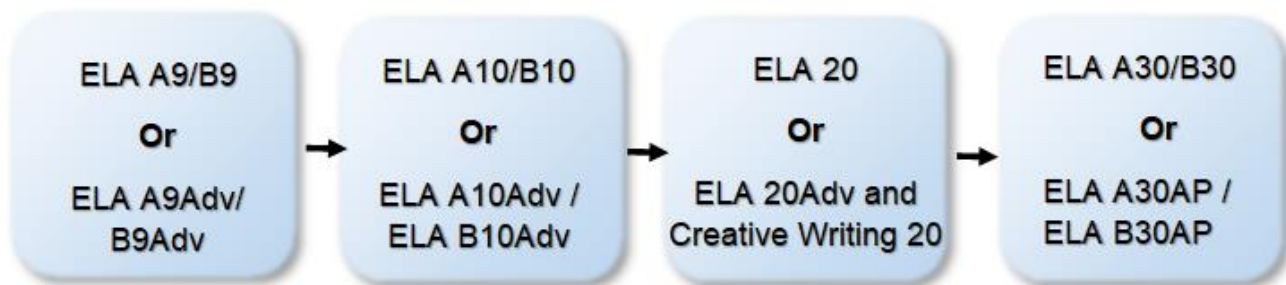 ELA A9/B9
Or
ELA A9Adv/
B9Adv
ELA A10/B10
Or
ELA A10Adv /
ELA B10Adv
ELA 20
Or
ELA 20Adv and
Creative Writing 20
ELA A30/B30
Or
ELA A30AP /
ELA B30AP